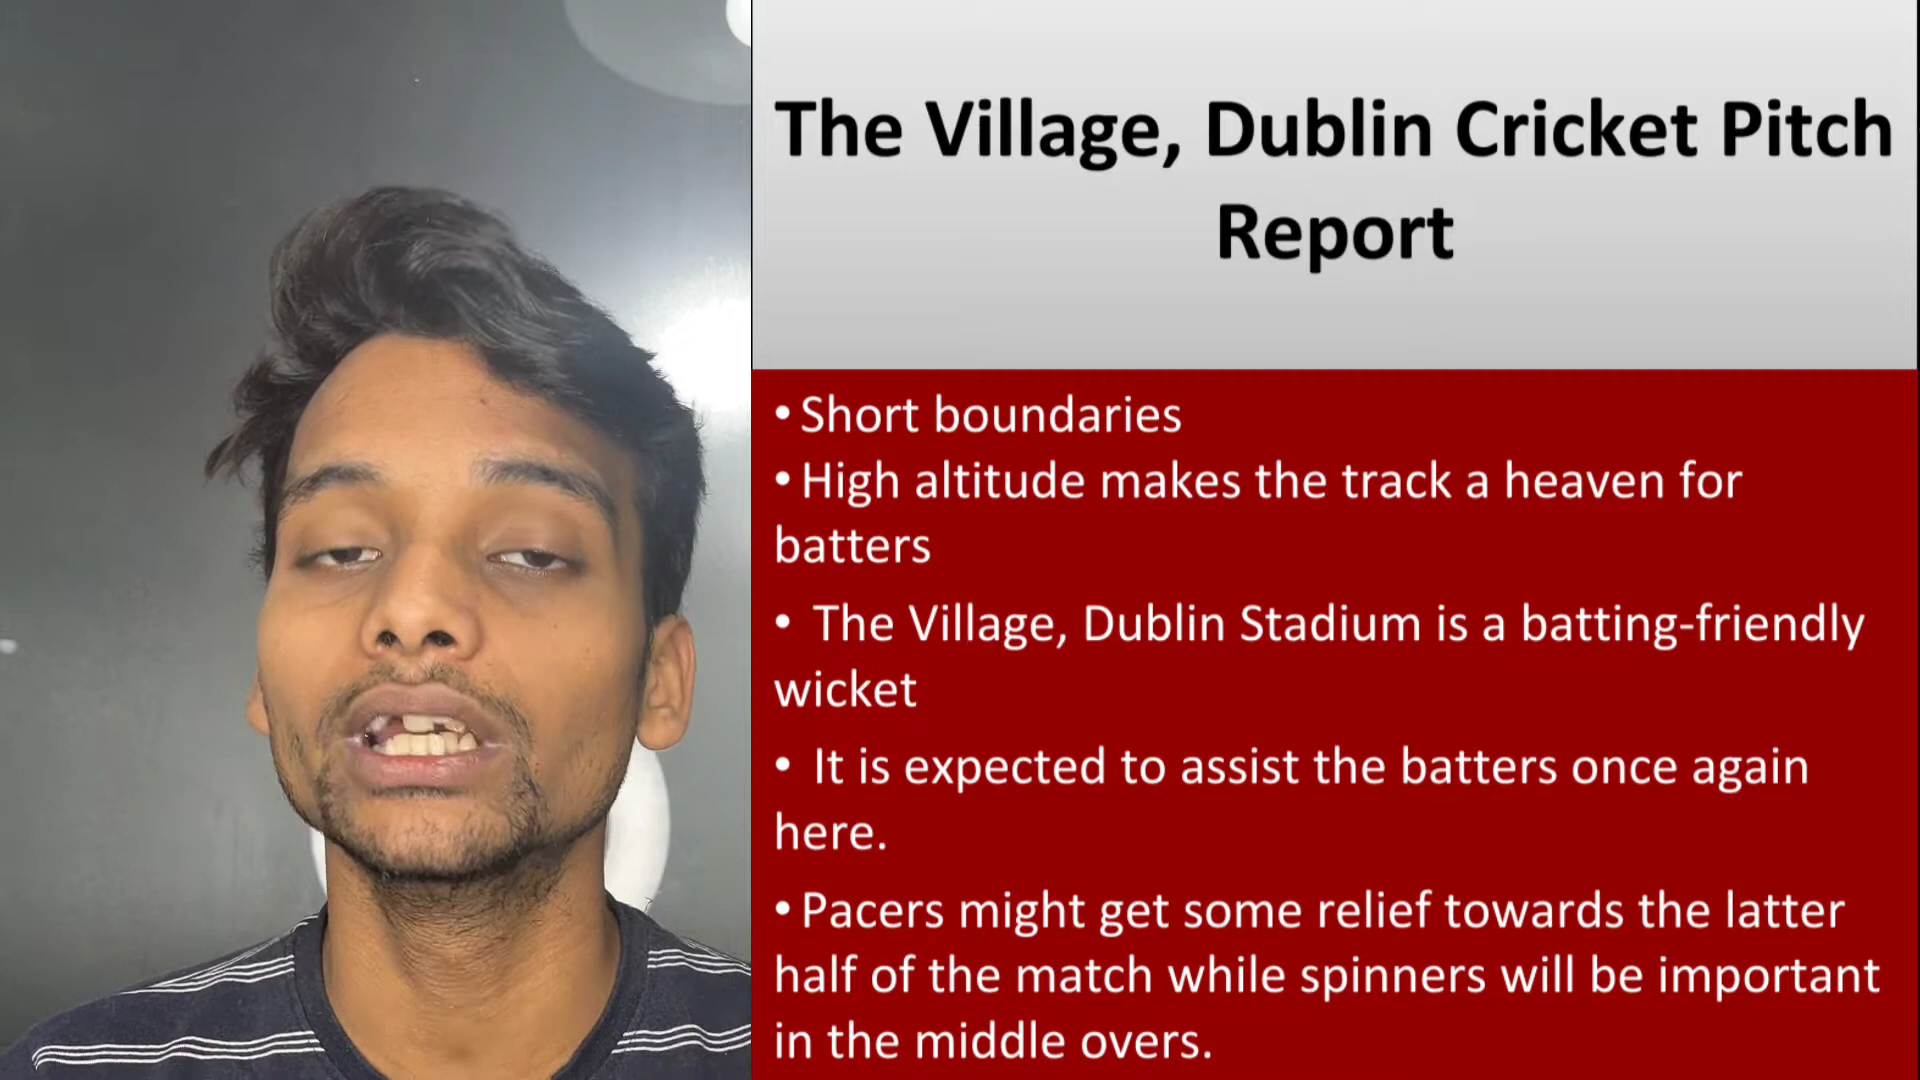 The Village, Dublin Cricket Pitch
Report
• Short boundaries
• High altitude makes the track a heaven for
batters
• The Village, Dublin Stadium is a batting-friendly
wicket
• It is expected to assist the batters once again
here.
• Pacers might get some relief towards the latter
half of the match while spinners will be important
in the middle overs.